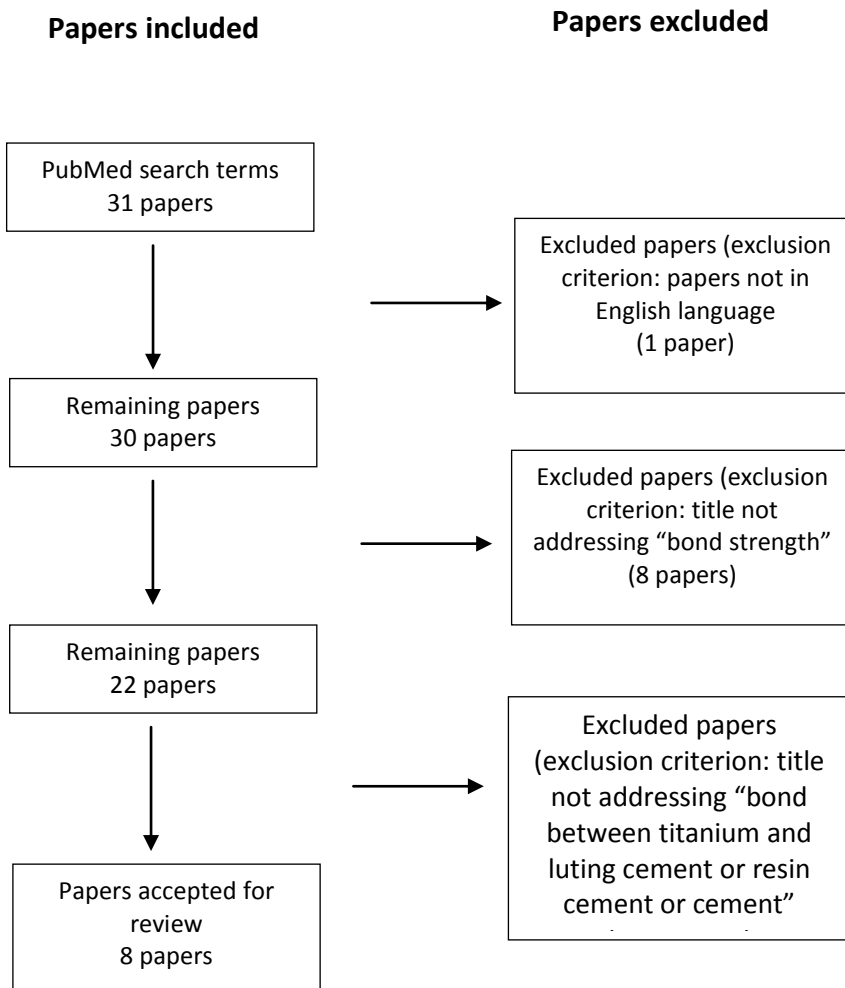 Papers included
Papers excluded
PubMed search terms
31 papers
Excluded papers (exclusion
criterion: papers not in
English language
(1 paper)
Remaining papers
30 papers
Excluded papers (exclusion
criterion: title not
addressing “bond strength”
(8 papers)
Remaining papers
22 papers
Excluded papers
(exclusion criterion: title
not addressing “bond
between titanium and
luting cement or resin
cement or cement”
Papers accepted for
review
8 papers